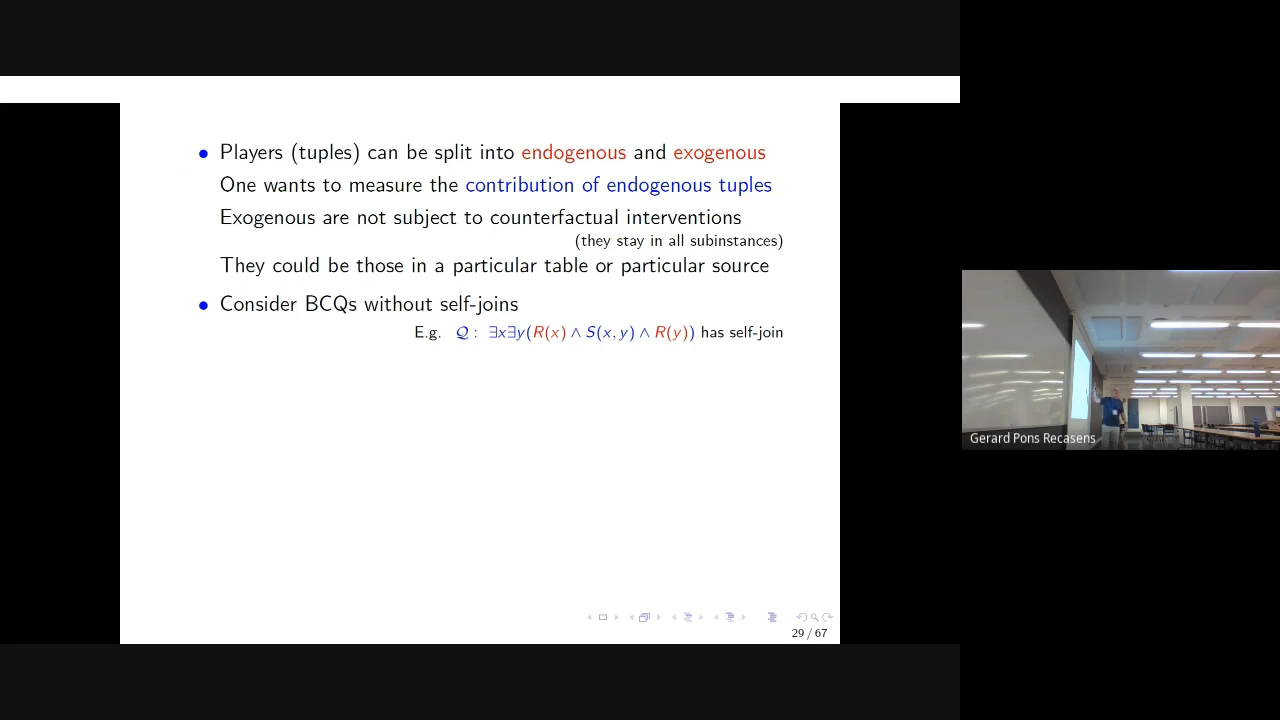 • Players (tuples) can be split into endogenous and exogenous
One wants to measure the contribution of endogenous tuples
Exogenous are not subject to counterfactual interventions
(they stay in all subinstances)
They could be those in a particular table or particular source
• Consider BCQs without self-joins
E.g. Q : ∃x∃y(R(x) ∧ S(x, y) ∧ R(y)) has self-join
29 / 67
Gerard Pons Recasens